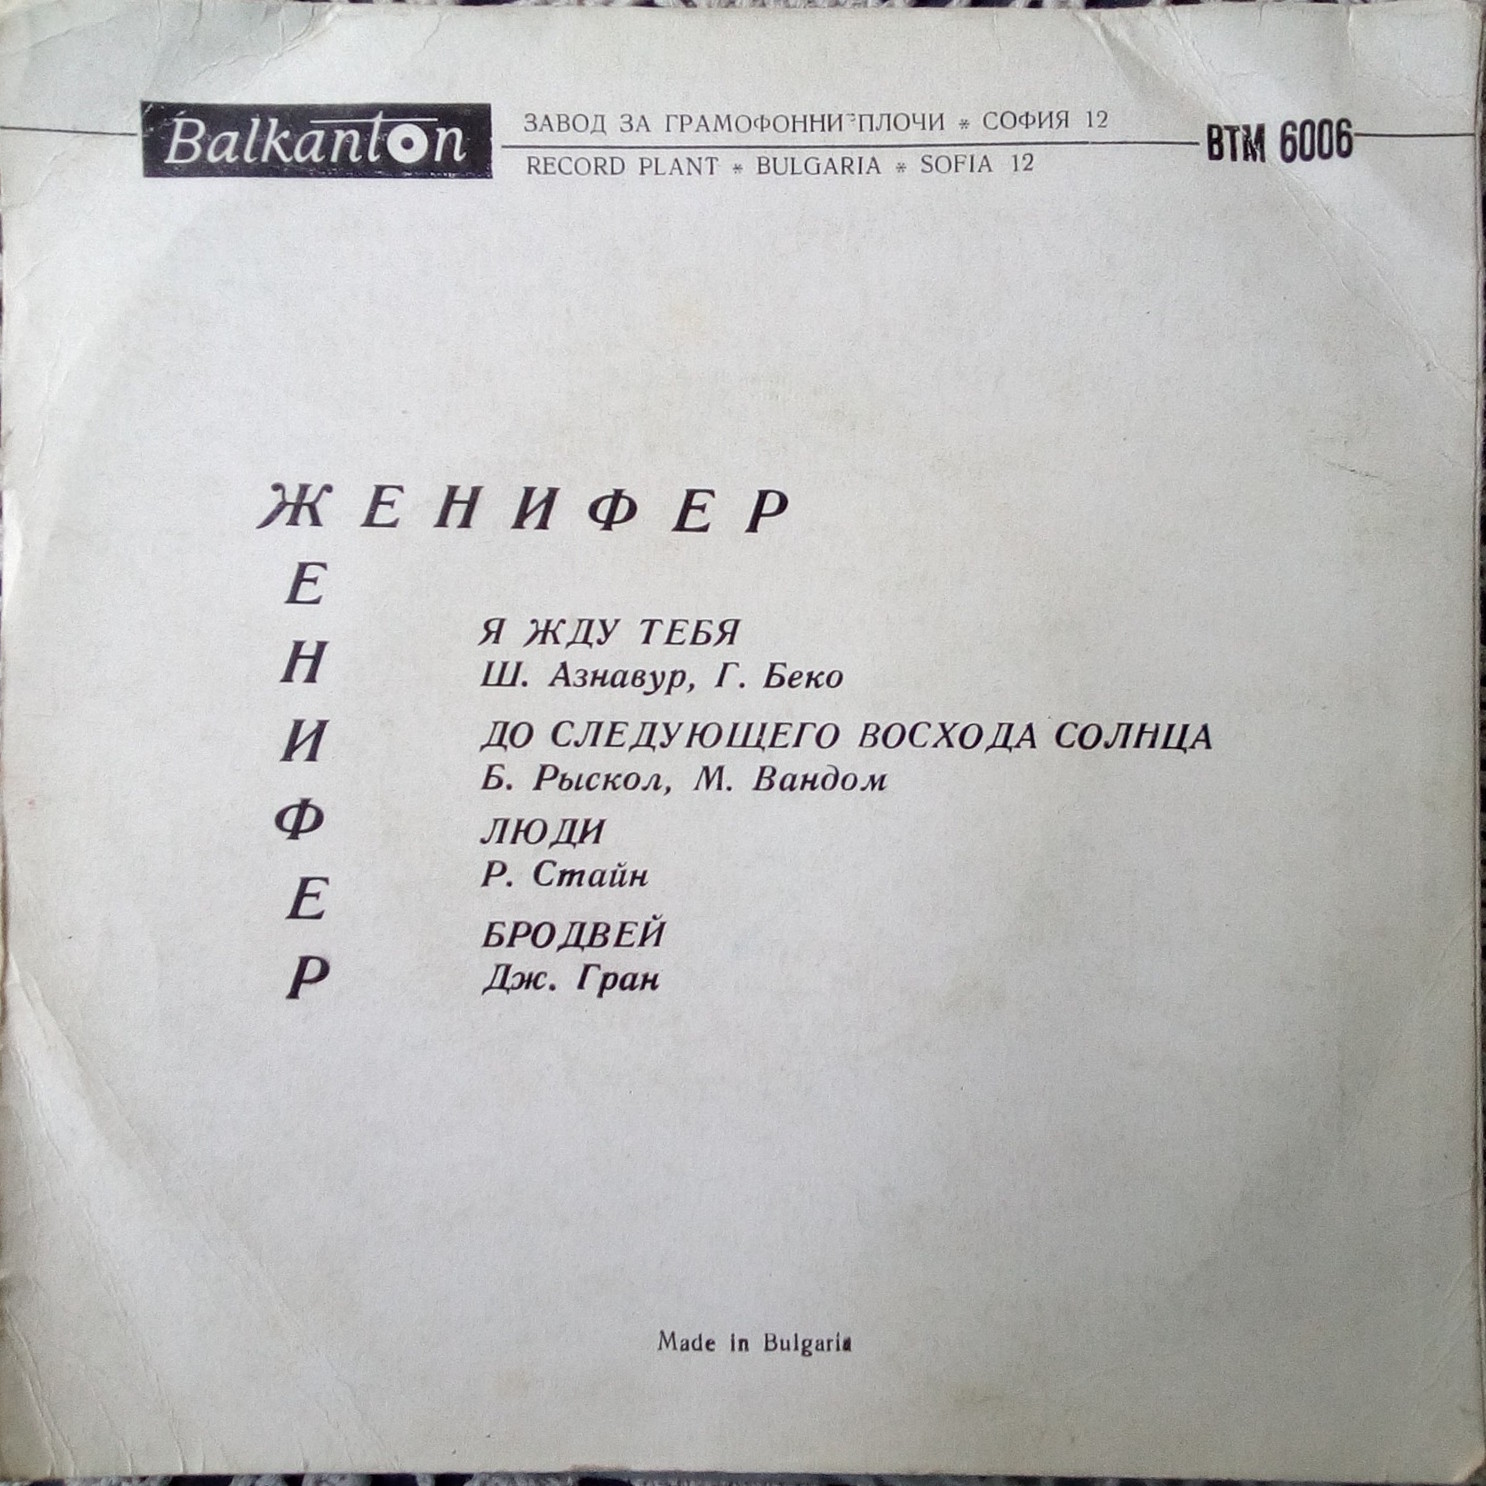 Balkanton
ЗАВОД ЗА ГРАМОФОННИ ПЛОЧИ * СОФИЯ 12
RECORD PLANT * BULGARIA * SOFIA 12
ВТМ 6006
ЖЕНИФЕР
Е
Н
И
Ф
Е
Р
Я ЖДУ ТЕБЯ
Ш. Азнавур, Г. Беко
ДО СЛЕДУЮЩЕГО ВОСХОДА СОЛНЦА
Б. Рыскол, М. Вандом
ЛЮДИ
Р. Стайн
БРОДВЕЙ
Дж. Гран
Made in Bulgaria